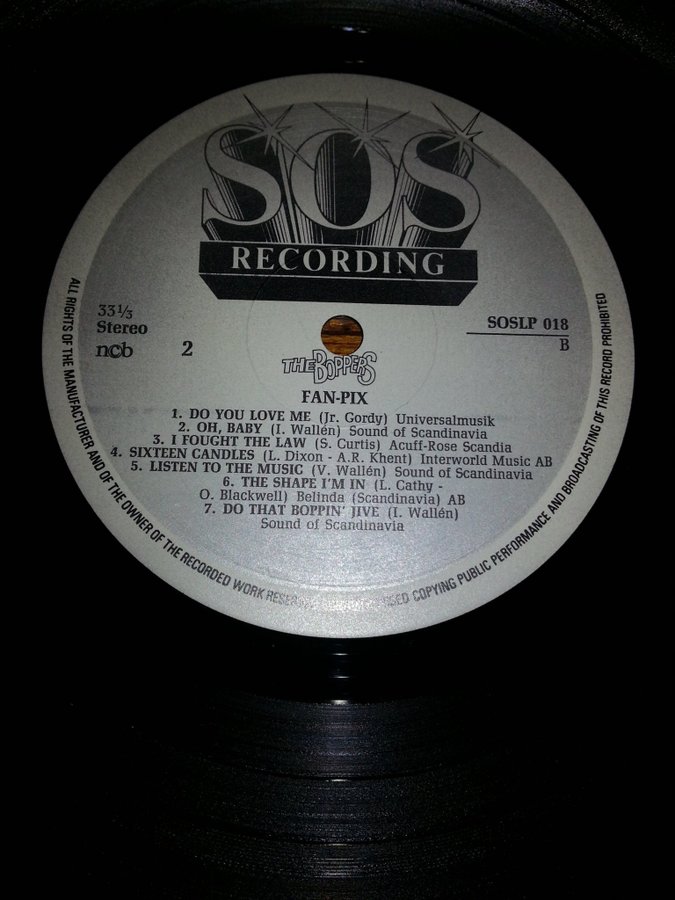 SOS
RECORDING
33 1/3
Stereo
ncb
2
SOSLP 018
B
THE BOPPERS
FAN-PIX
1. DO YOU LOVE ME (Jr. Gordy) Universalmusik
2. OH, BABY (I. Wallén) Sound of Scandinavia
3. I FOUGHT THE LAW (S. Curtis) Acuff-Rose Scandia
4. SIXTEEN CANDLES (L. Dixon - A.R. Khent) Interworld Music AB
5. LISTEN TO THE MUSIC (V. Wallén) Sound of Scandinavia
6. THE SHAPE I'M IN (L. Cathy -
O. Blackwell) Belinda (Scandinavia) AB
7. DO THAT BOPPIN' JIVE (I. Wallén)
Sound of Scandinavia
ALL RIGHTS OF THE MANUFACTURER AND OF THE OWNER OF THE RECORDED WORK COPYING PUBLIC PERFORMANCE AND BROADCASTING OF THIS RECORD PROHIBITED